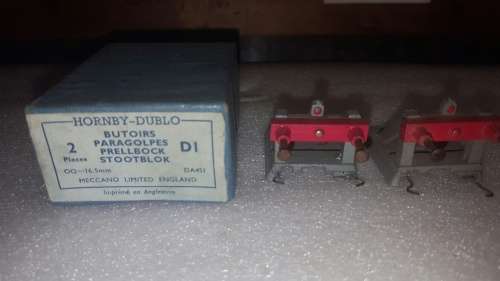 HORNBY-DUBLO
BUTOIRS
PARAGOLPES
PRELLBOCK
STOOTBLOK
2
Pieces
D1
OO-16.5mm
DA451
MECCANO LIMITED ENGLAND
Imprimé en Angleterre